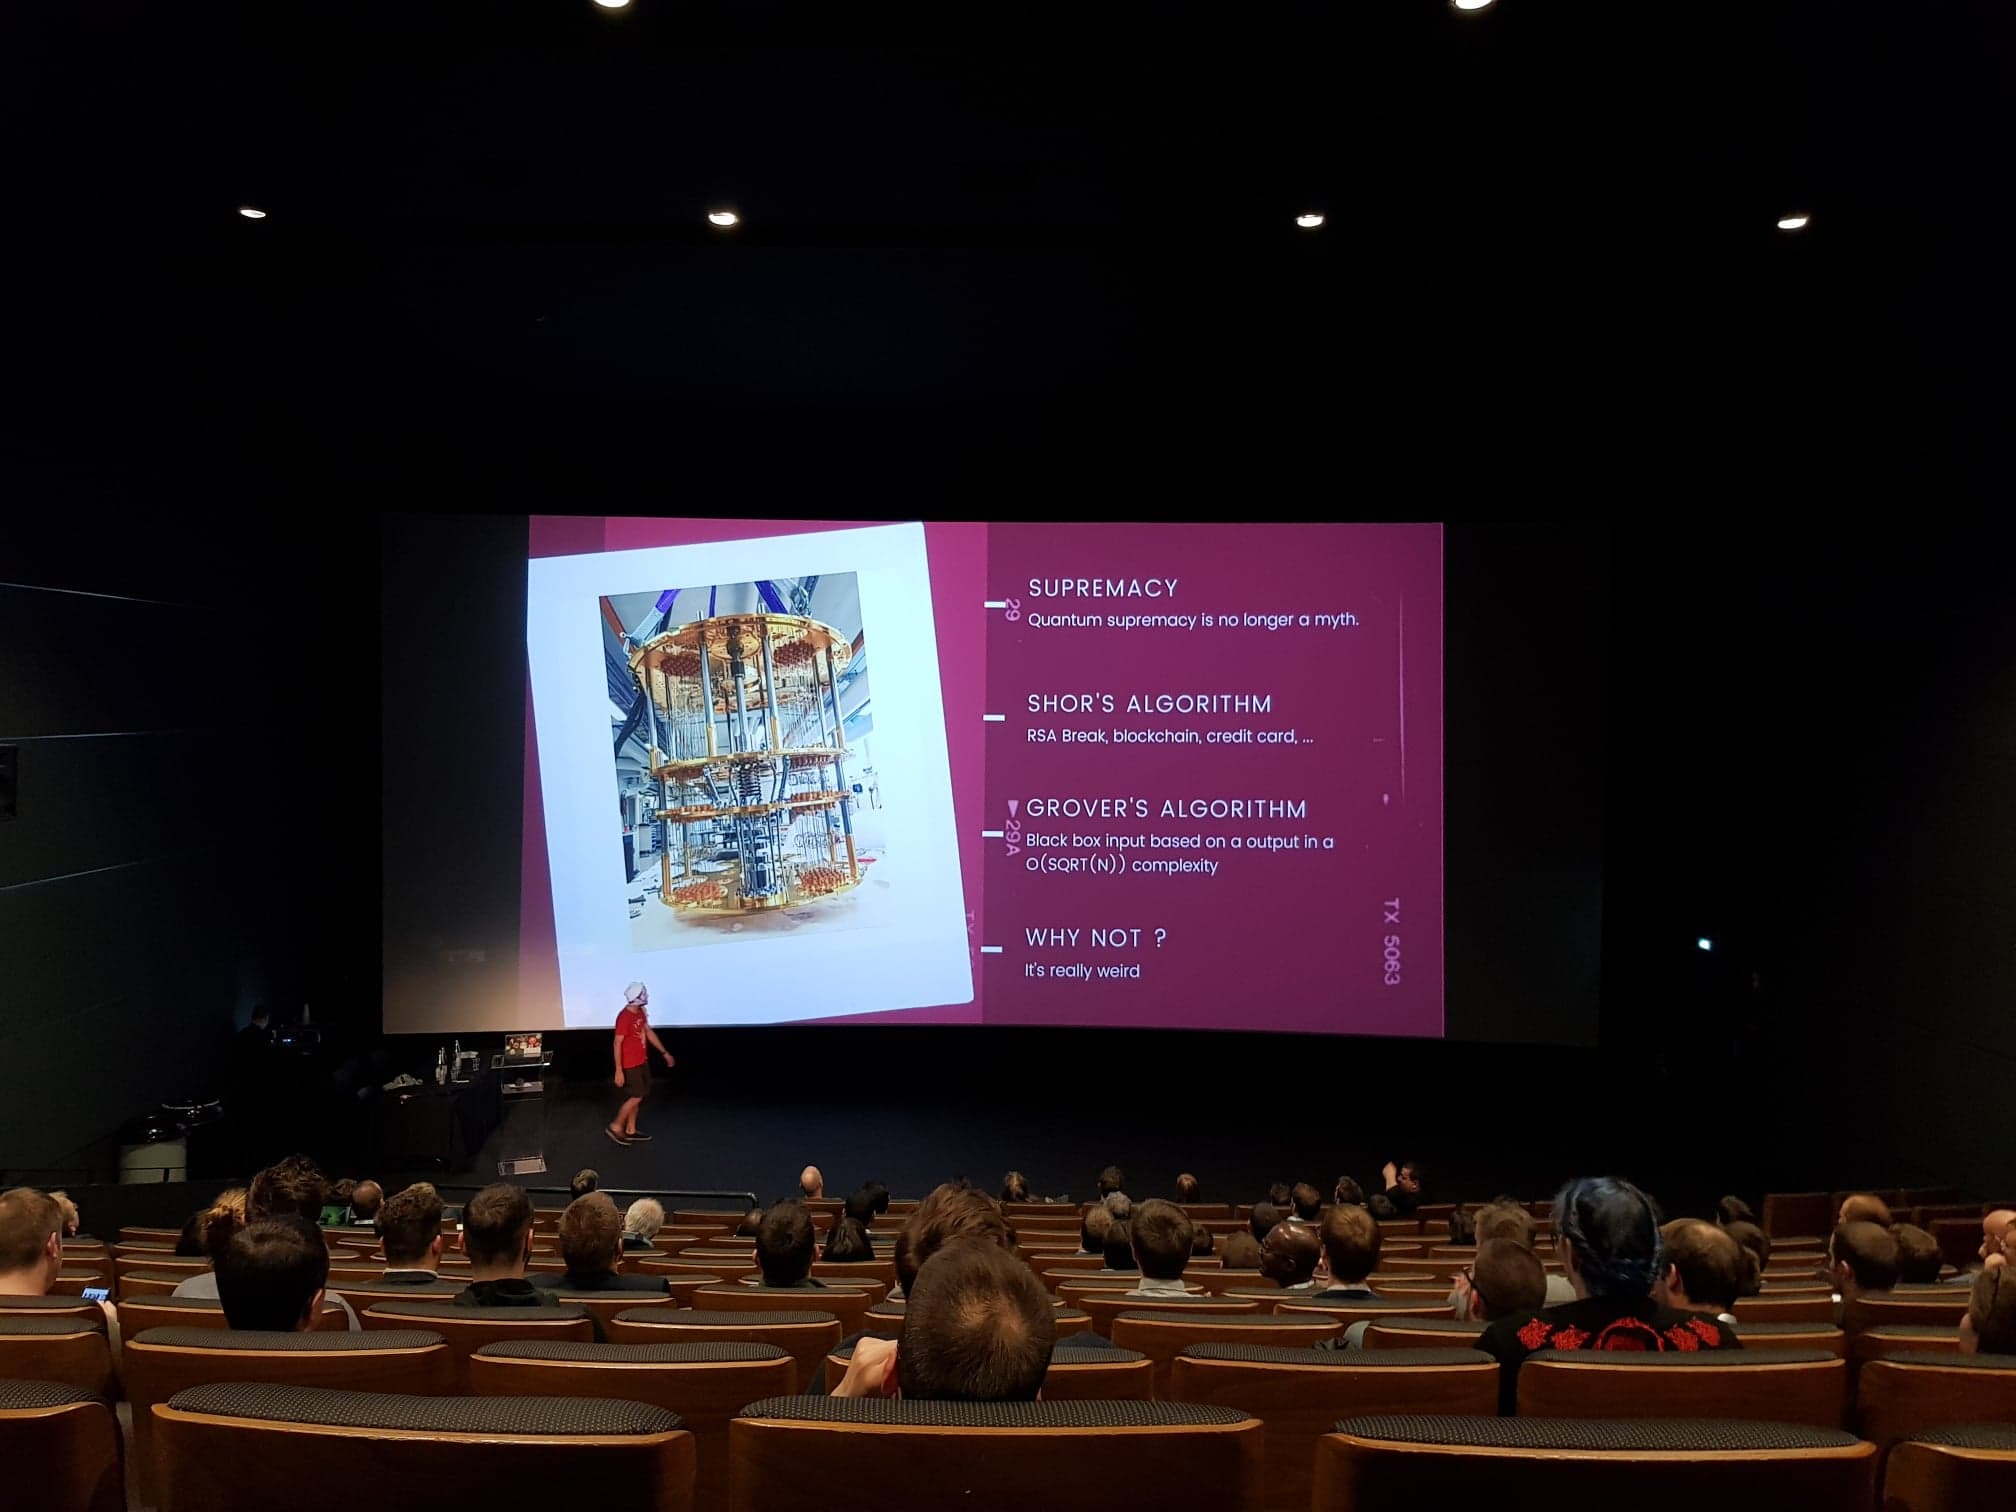 SUPREMACY
29
Quantum supremacy is no longer a myth.
SHOR'S ALGORITHM
RSA Break, blockchain, credit card, ...
GROVER'S ALGORITHM
29A
Black box input based on a output in a
O(SQRT(N)) complexity
TX 5063
WHY NOT ?
It's really weird